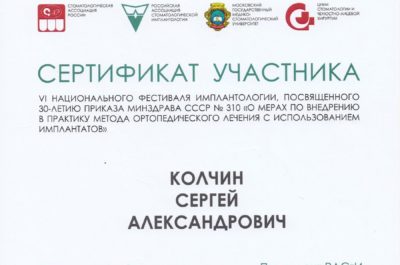 СТОМАТОЛОГИЧЕСКАЯ
АССОЦИАЦИЯ
РОССИИ
РОССИЙСКАЯ
АССОЦИАЦИЯ
СТОМАТОЛОГИЧЕСКОЙ
ИМПЛАНТОЛОГИИ
МОСКОВСКИЙ
ГОСУДАРСТВЕННЫЙ
МЕДИКО-
СТОМАТОЛОГИЧЕСКИЙ
УНИВЕРСИТЕТ
ЦНИИ
СТОМАТОЛОГИИ И
ЧЕЛЮСТНО-ЛИЦЕВОЙ
ХИРУРГИИ
СЕРТИФИКАТ УЧАСТНИКА
VI НАЦИОНАЛЬНОГО ФЕСТИВАЛЯ ИМПЛАНТОЛОГИИ, ПОСВЯЩЕННОГО
30-ЛЕТИЮ ПРИКАЗА МИНЗДРАВА СССР № 310 «О МЕРАХ ПО ВНЕДРЕНИЮ
В ПРАКТИКУ МЕТОДА ОРТОПЕДИЧЕСКОГО ЛЕЧЕНИЯ С ИСПОЛЬЗОВАНИЕМ
ИМПЛАНТАТОВ»
КОЛЧИН
СЕРГЕЙ
АЛЕКСАНДРОВИЧ